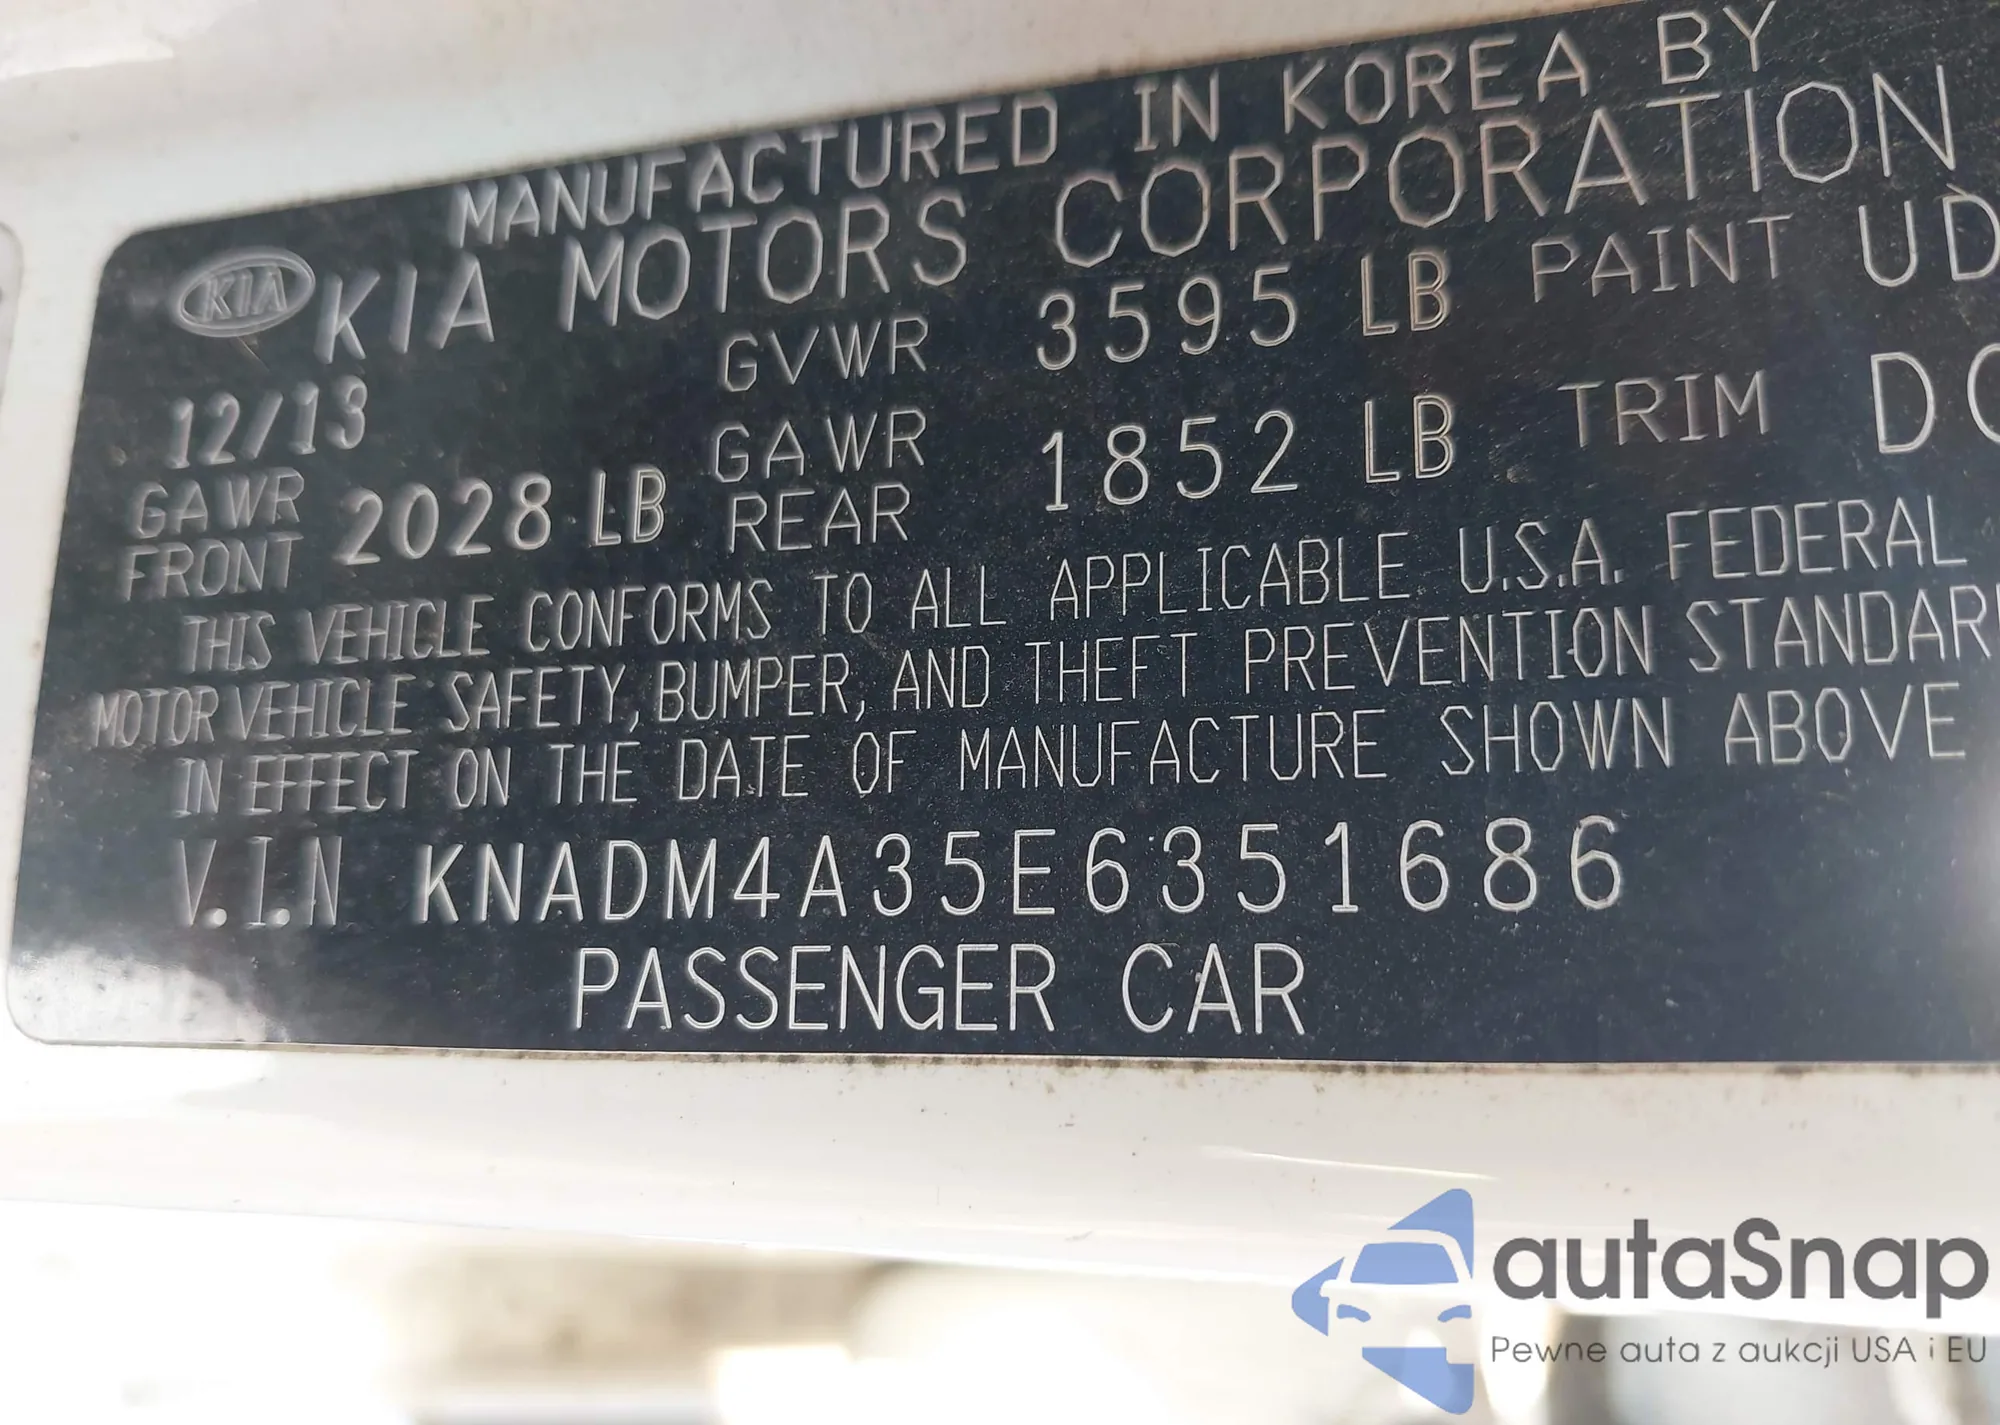 MANUFACTURED IN KOREA BY
KIA KIA MOTORS CORPORATION
12/13 GVWR 3595 LB PAINT UD
GAWR FRONT 2028 LB GAWR REAR 1852 LB TRIM
THIS VEHICLE CONFORMS TO ALL APPLICABLE U.S.A. FEDERAL
MOTOR VEHICLE SAFETY, BUMPER, AND THEFT PREVENTION STANDAR
IN EFFECT ON THE DATE OF MANUFACTURE SHOWN ABOVE
V.I.N KNADM4A35E6351686
PASSENGER CAR
autaSnap
Pewne auta z aukcji USA i EU